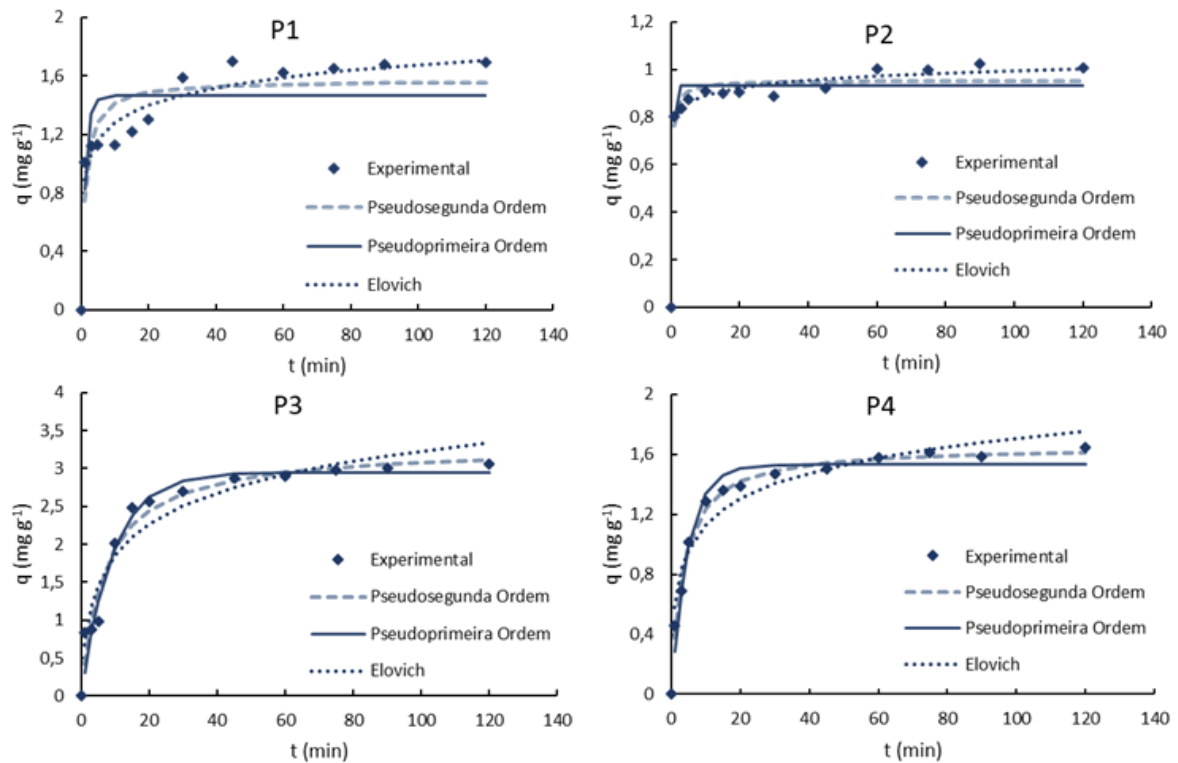 P1
2
1,6
1,2
0,8
0,4
0
q (mg g-1)
0 20 40 60 80 100 120 140
t (min)
Experimental
Pseudosegunda Ordem
Pseudoprimeira Ordem
Elovich
P2
1,2
1
0,8
0,6
0,4
0,2
0
q (mg g-1)
0 20 40 60 80 100 120 140
t (min)
Experimental
Pseudosegunda Ordem
Pseudoprimeira Ordem
Elovich
P3
4
3,5
3
2,5
2
1,5
1
0,5
0
q (mg g-1)
0 20 40 60 80 100 120 140
t (min)
Experimental
Pseudosegunda Ordem
Pseudoprimeira Ordem
Elovich
P4
2
1,6
1,2
0,8
0,4
0
q (mg g-1)
0 20 40 60 80 100 120 140
t (min)
Experimental
Pseudosegunda Ordem
Pseudoprimeira Ordem
Elovich